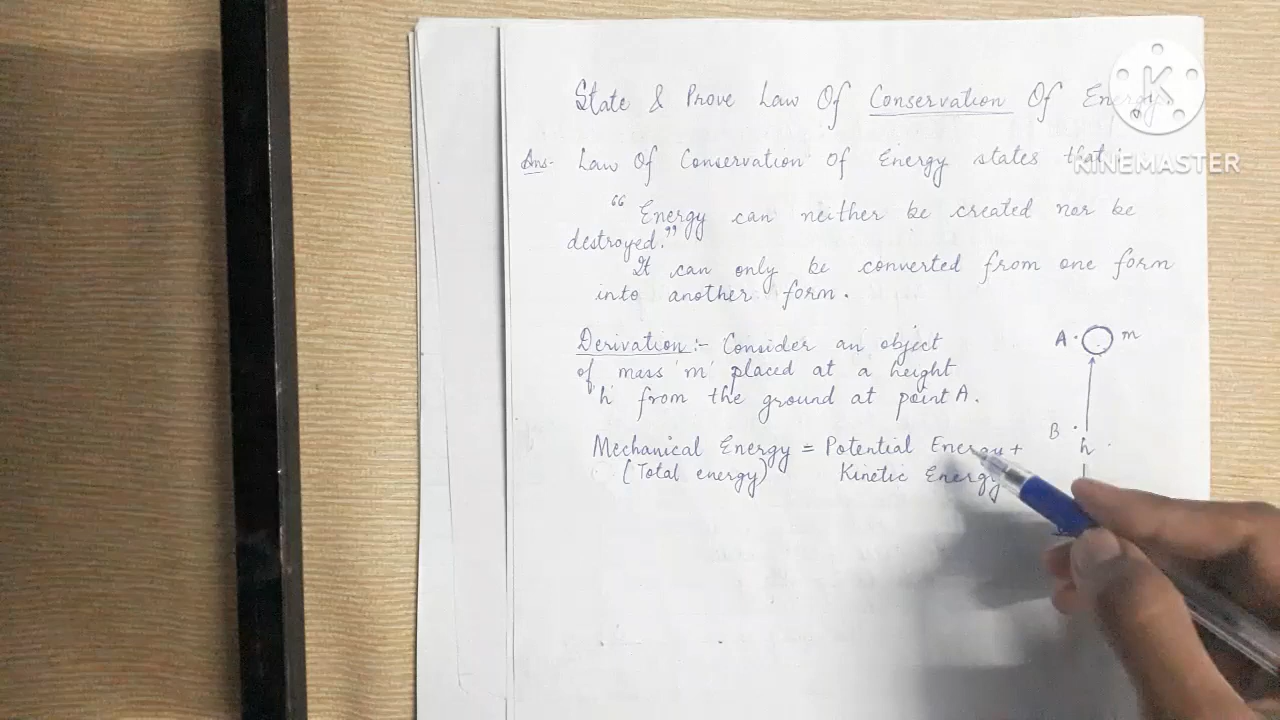 State & Prove Law Of Conservation Of Energy.
Ans- Law Of Conservation Of Energy states that :
“ Energy can neither be created nor be
destroyed.”
It can only be converted from one form
into another form.
Derivation :- Consider an object
of mass 'm' placed at a height
'h' from the ground at point A.
Mechanical Energy = Potential Energy +
(Total energy) Kinetic Energy
A · m
B ·
h
K
KINEMASTER